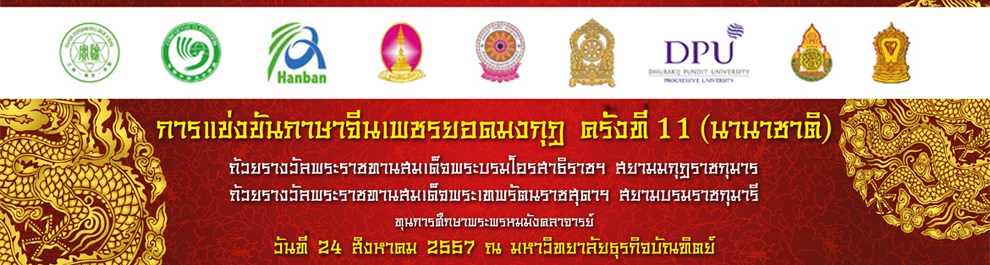 Hanban
DPU
DHURAKIJ PUNDIT UNIVERSITY
PROGRESSIVE UNIVERSITY
การแข่งขันภาษาจีนเพชรยอดมงกุฎ ครั้งที่ 11 (นานาชาติ)
ถ้วยรางวัลพระราชทานสมเด็จพระบรมโอรสาธิราชฯ สยามมกุฎราชกุมาร
ถ้วยรางวัลพระราชทานสมเด็จพระเทพรัตนราชสุดาฯ สยามบรมราชกุมารี
ทุนการศึกษาพระพรหมมังคลาจารย์
วันที่ 24 สิงหาคม 2557 ณ มหาวิทยาลัยธุรกิจบัณฑิตย์